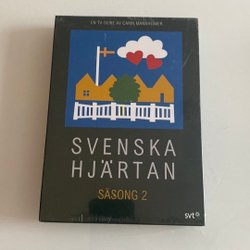 EN TV-SERIE AV CARIN MANNHEIMER
SVENSKA
HJÄRTAN
SÄSONG 2
svt